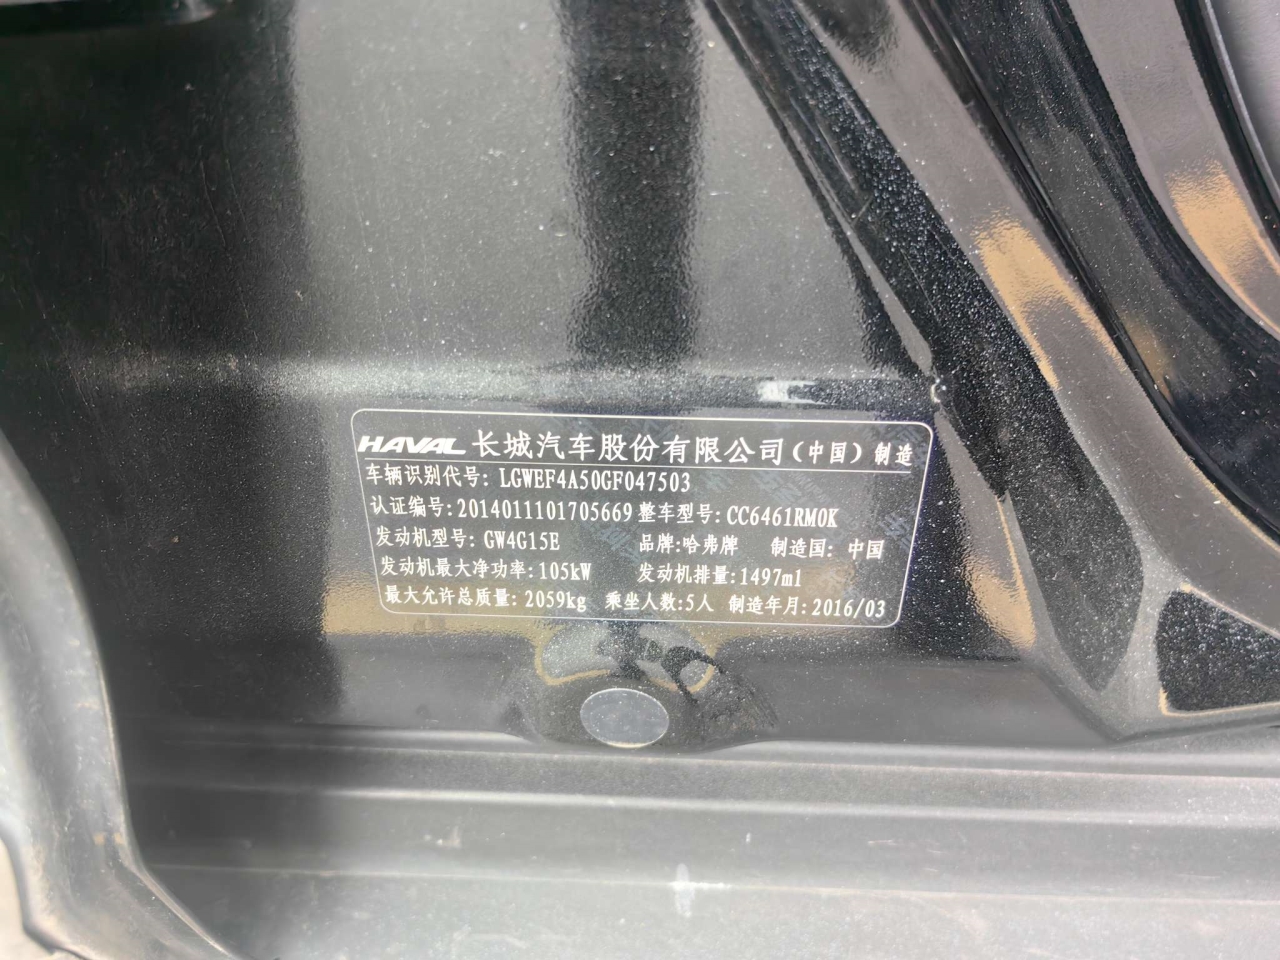 HAVAL 长城汽车股份有限公司(中国)制造
车辆识别代号: LGWEF4A50GF047503
认证编号:2014011101705669 整车型号: CC6461RM0K
发动机型号: GW4G15E 品牌:哈弗牌 制造国: 中国
发动机最大净功率:105kW 发动机排量:1497ml
最大允许总质量: 2059kg 乘坐人数:5人 制造年月:2016/03